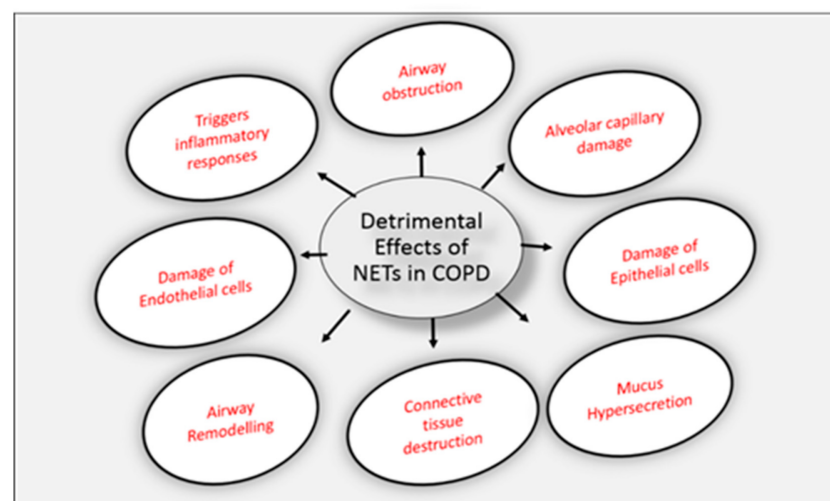 Airway
obstruction
Triggers
inflammatory
responses
Alveolar capillary
damage
Detrimental
Effects of
NETs in COPD
Damage of
Endothelial cells
Damage of
Epithelial cells
Airway
Remodelling
Connective
tissue
destruction
Mucus
Hypersecretion